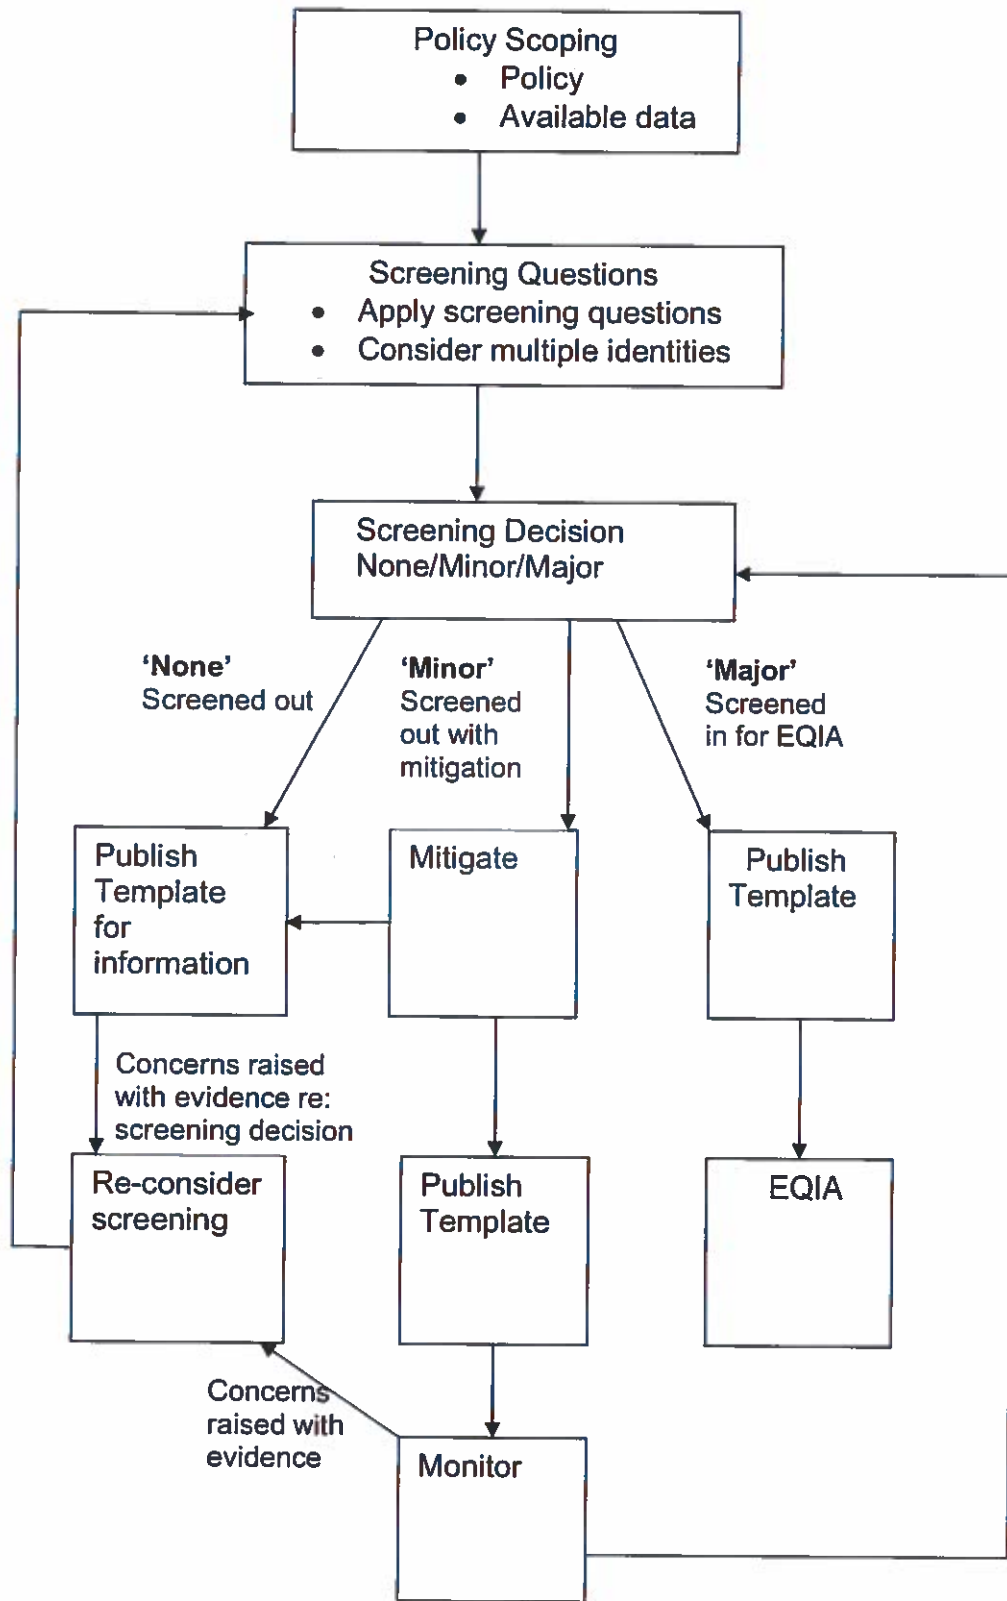 Policy Scoping
• Policy
• Available data
Screening Questions
• Apply screening questions
• Consider multiple identities
Screening Decision
None/Minor/Major
‘None’
Screened out
‘Minor’
Screened
out with
mitigation
‘Major’
Screened
in for EQIA
Publish
Template
for
information
Mitigate
Publish
Template
Concerns raised
with evidence re:
screening decision
Re-consider
screening
Publish
Template
EQIA
Concerns
raised with
evidence
Monitor